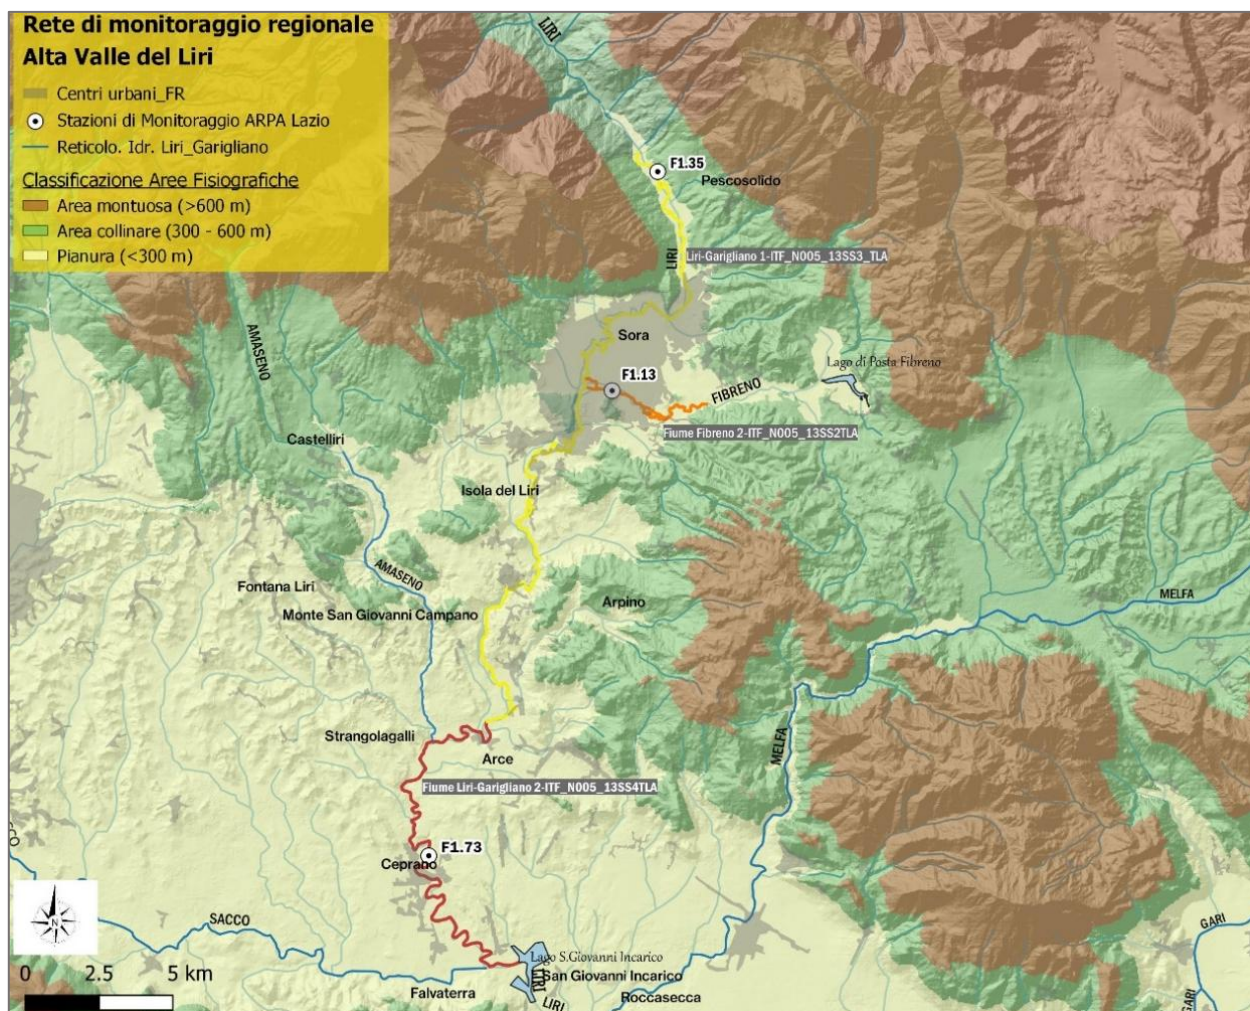 Rete di monitoraggio regionale
Alta Valle del Liri
Centri urbani_FR
Stazioni di Monitoraggio ARPA Lazio
Reticolo. Idr. Liri_Garigliano
Classificazione Aree Fisiografiche
Area montuosa (>600 m)
Area collinare (300 - 600 m)
Pianura (<300 m)
LIRI
F1.35
Pescosolido
LIRI
Liri-Garigliano 1-ITF_N005_13SS3_TLA
AMASENO
Sora
Lago di Posta Fibreno
F1.13
FIBRENO
Fiume Fibreno 2-ITF_N005_13SS2TLA
Castelliri
Isola del Liri
AMASENO
Fontana Liri
Monte San Giovanni Campano
Arpino
MELFA
Strangolagalli
Arce
MELFA
Fiume Liri-Garigliano 2-ITF_N005_13SS4TLA
F1.73
Ceprano
N
SACCO
GARI
Lago S.Giovanni Incarico
LIRI
San Giovanni Incarico
0 2.5 5 km
Falvaterra
LIRI
Roccasecca
GARI